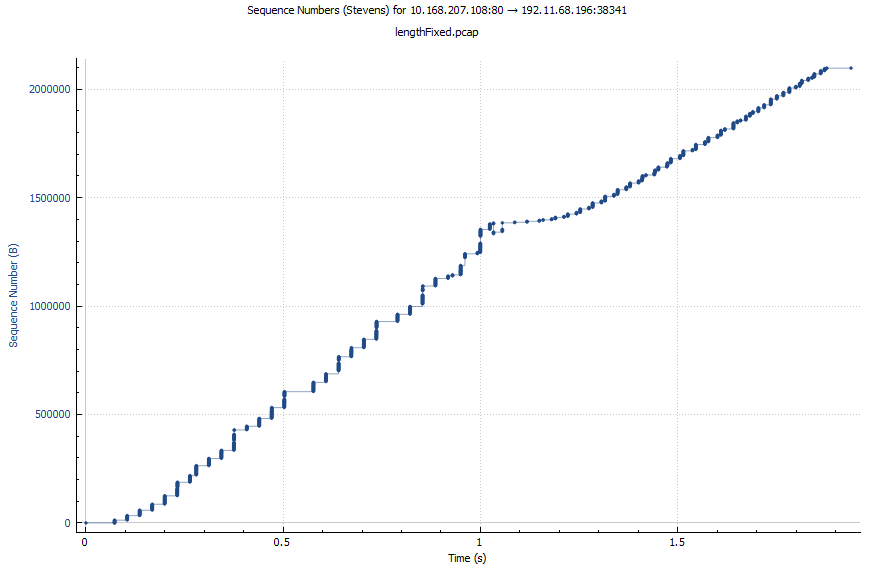 Sequence Numbers (Stevens) for 10.168.207.108:80 → 192.11.68.196:38341
lengthFixed.pcap
Sequence Number (B)
2000000
1500000
1000000
500000
0
0 0.5 1 1.5
Time (s)